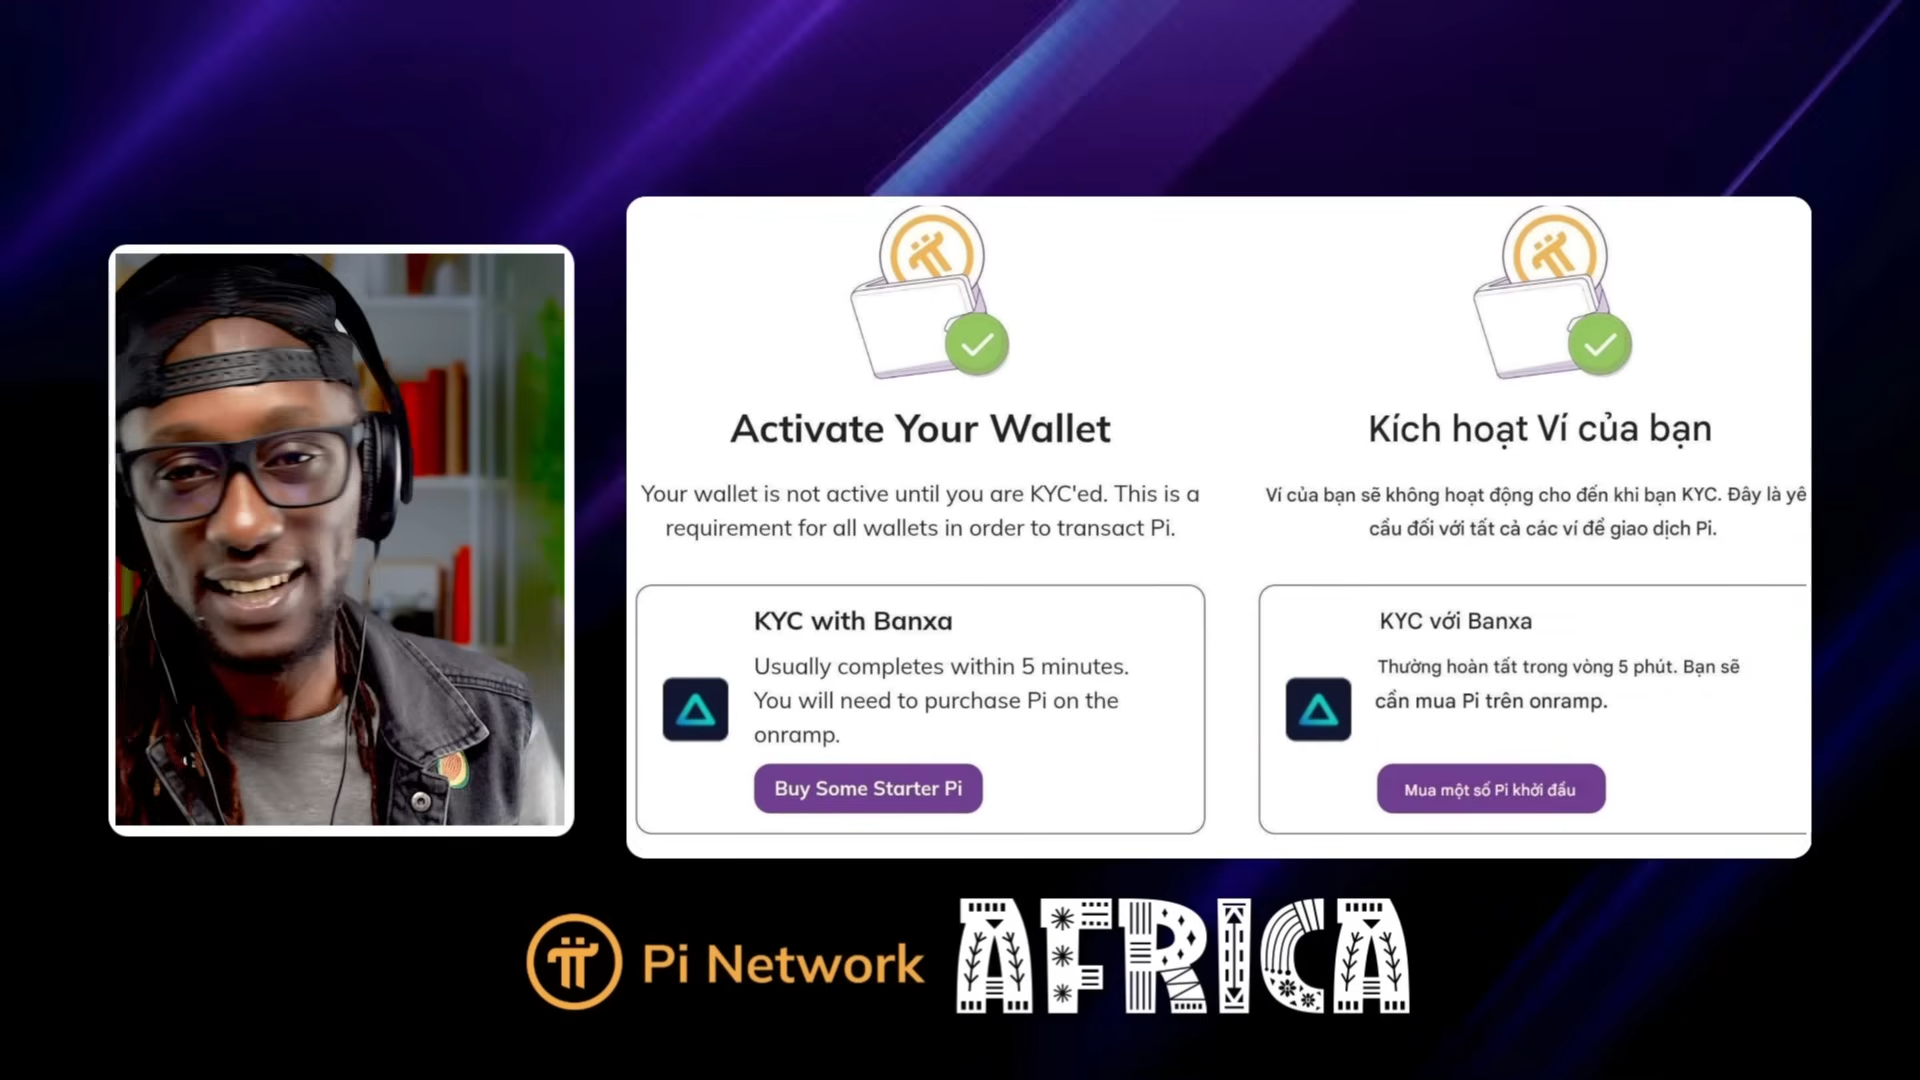 Activate Your Wallet
Your wallet is not active until you are KYC'ed. This is a
requirement for all wallets in order to transact Pi.
KYC with Banxa
Usually completes within 5 minutes.
You will need to purchase Pi on the
onramp.
Buy Some Starter Pi
Kích hoạt Ví của bạn
Ví của bạn sẽ không hoạt động cho đến khi bạn KYC. Đây là yê
cầu đối với tất cả các ví để giao dịch Pi.
KYC với Banxa
Thường hoàn tất trong vòng 5 phút. Bạn sẽ
cần mua Pi trên onramp.
Mua một số Pi khởi đầu
Pi Network AFRICA